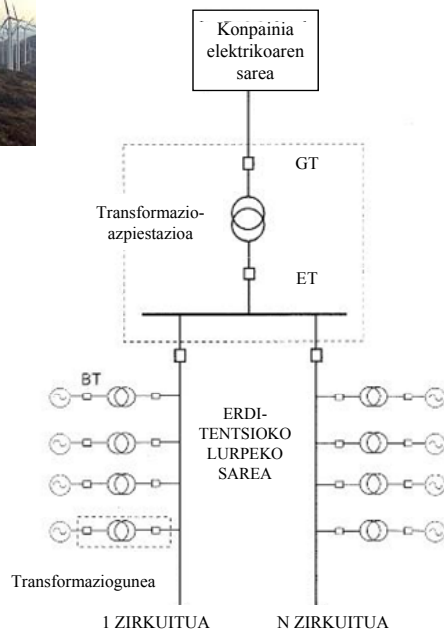 Konpainia
elektrikoaren
sarea
GT
Transformazio-
azpiestazioa
ET
BT
ERDI-
TENTSIOKO
LURPEKO
SAREA
Transformaziogunea
1 ZIRKUITUA
N ZIRKUITUA